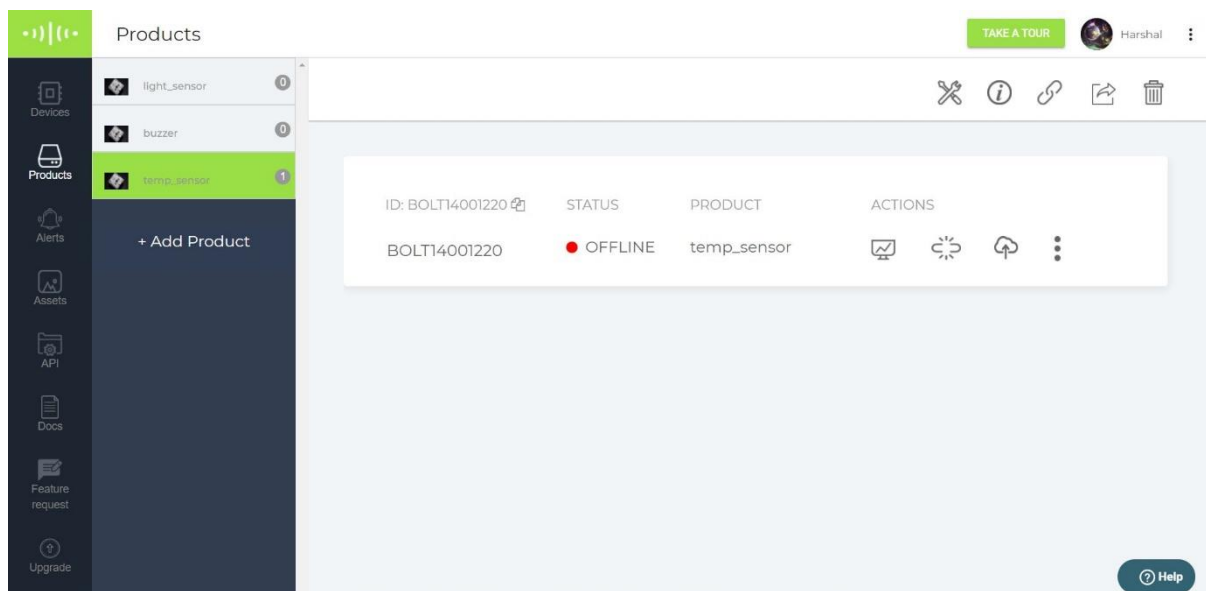 Products
TAKE A TOUR
Harshal
Devices
Products
Alerts
Assets
API
Docs
Feature
request
Upgrade
light_sensor 0
buzzer 0
temp_sensor 1
+ Add Product
ID: BOLT14001220 STATUS PRODUCT ACTIONS
BOLT14001220 OFFLINE temp_sensor
Help